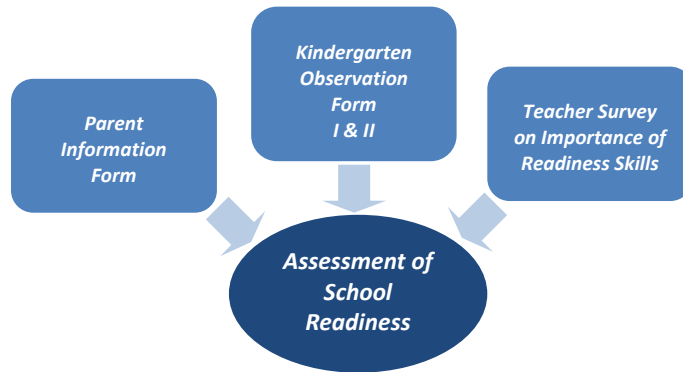 Parent
Information
Form
Kindergarten
Observation
Form
I & II
Teacher Survey
on Importance of
Readiness Skills
Assessment of
School
Readiness